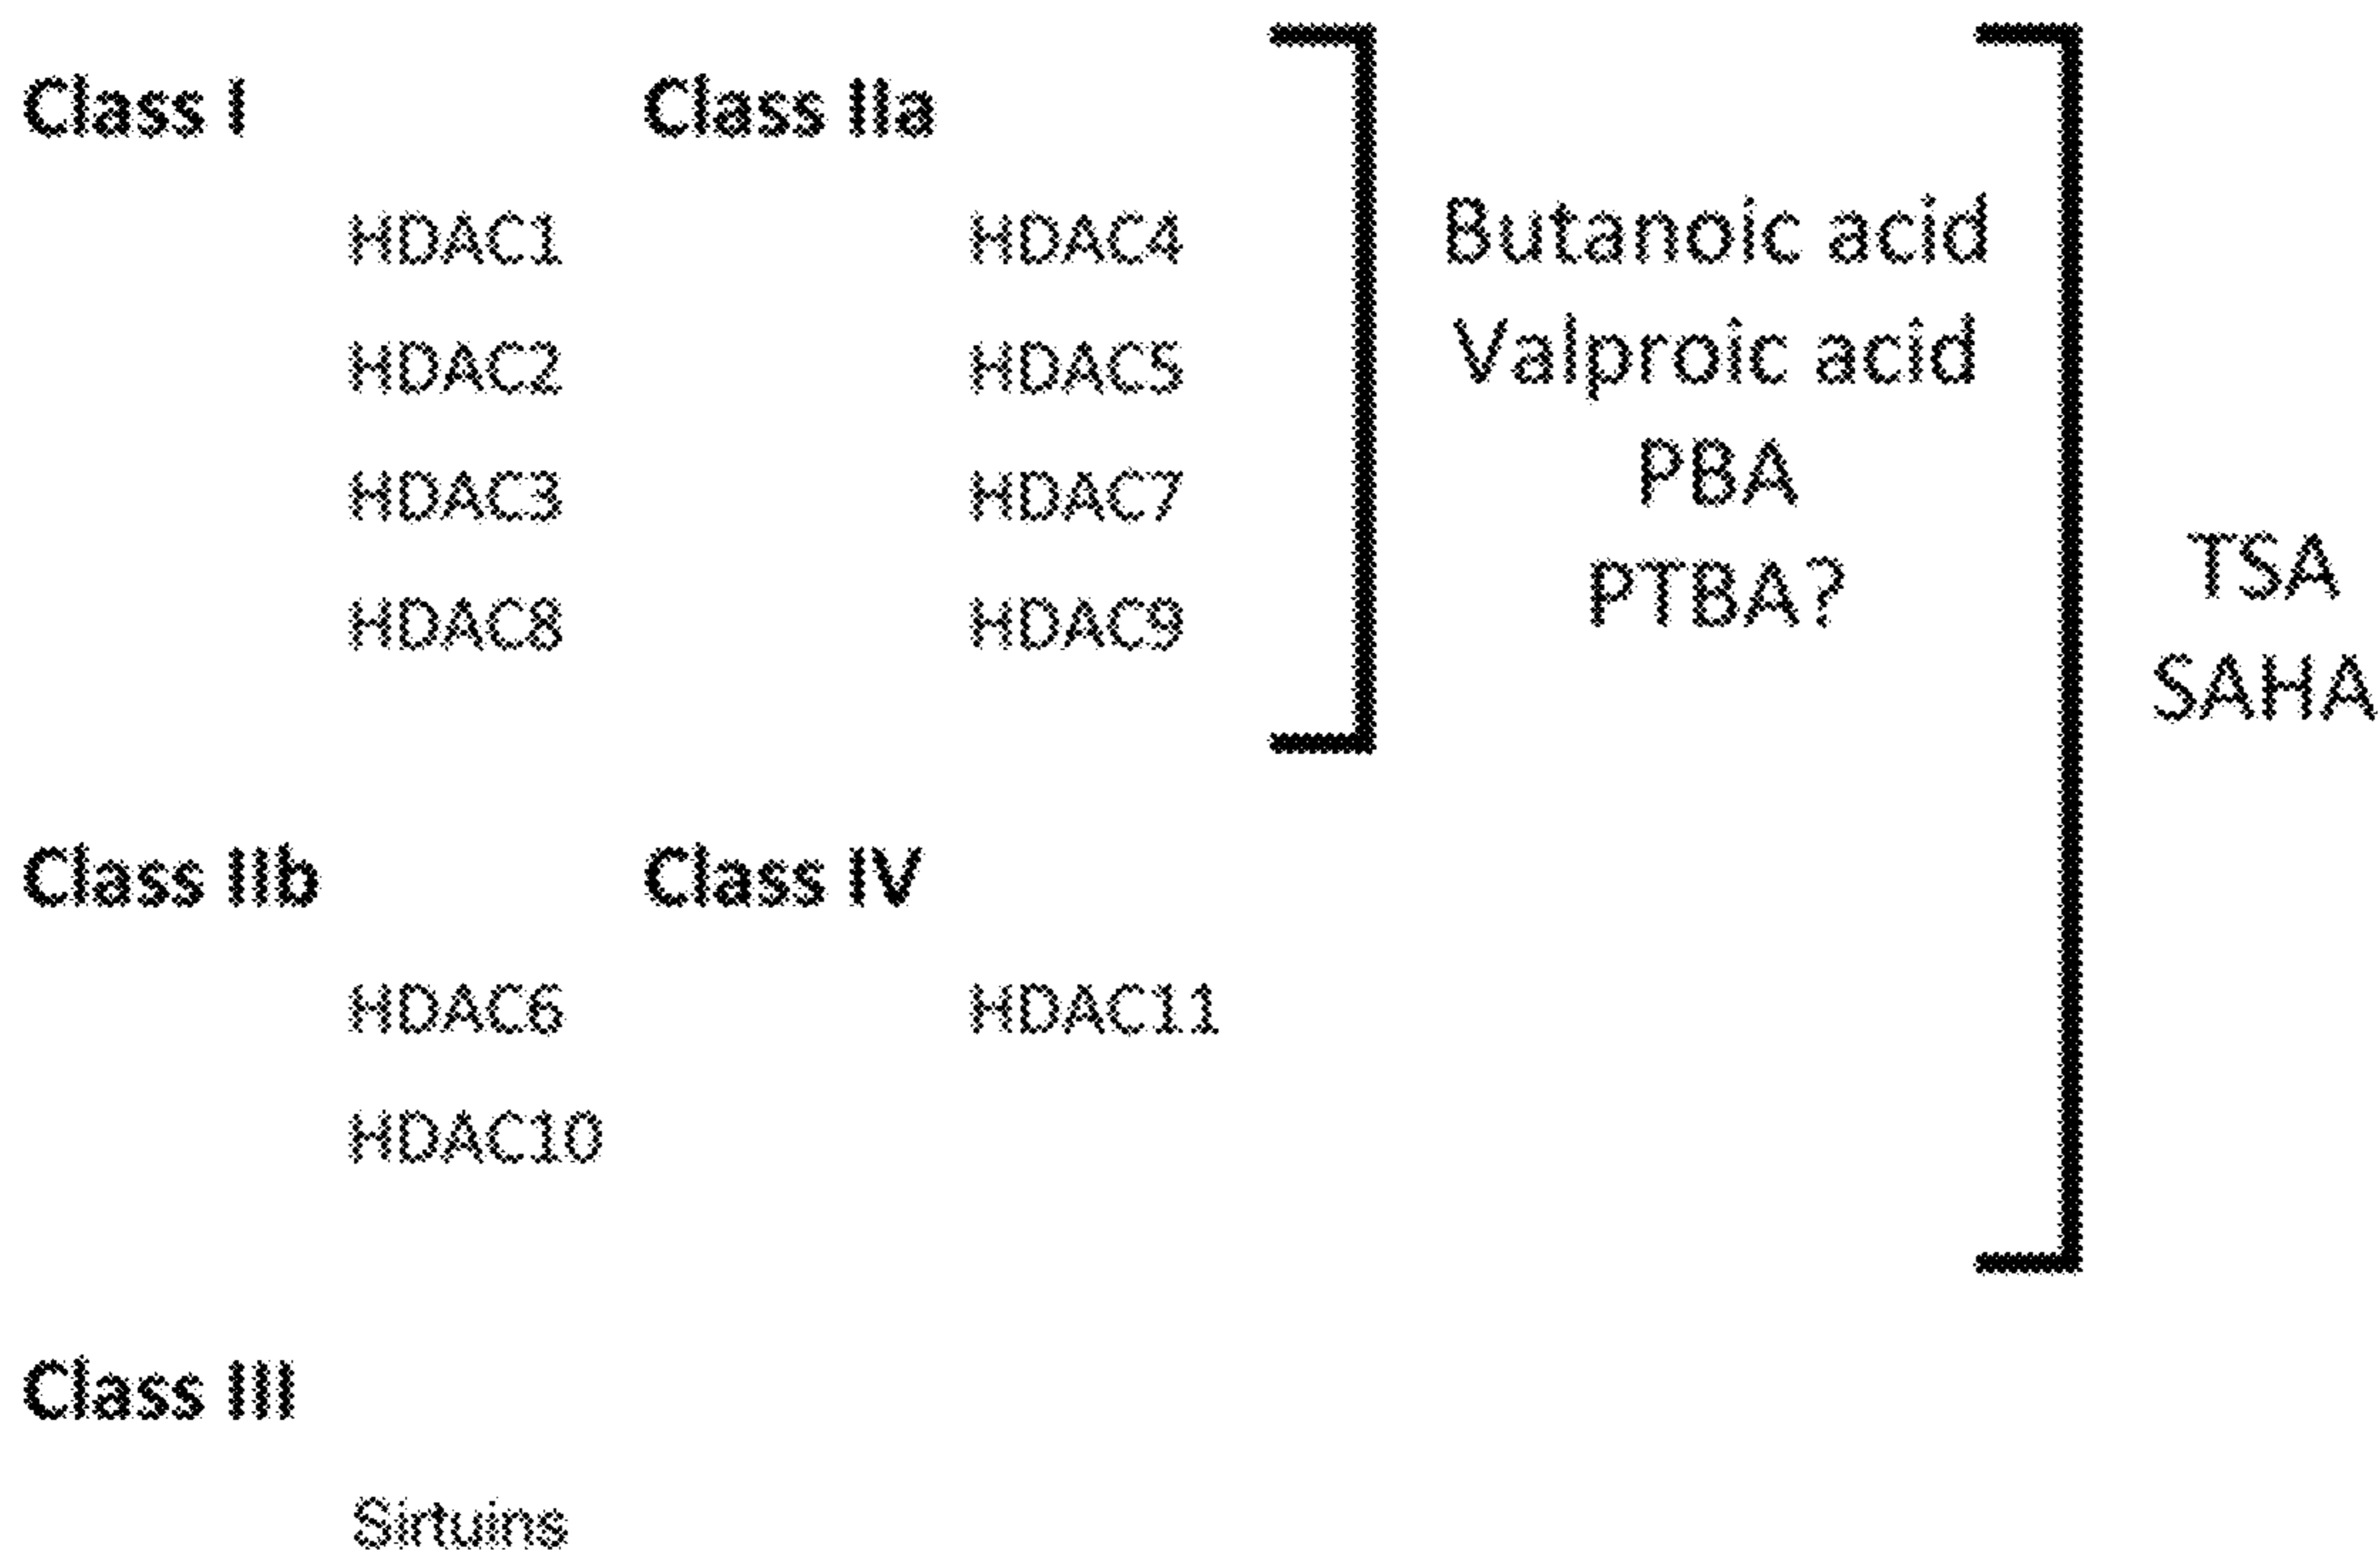 Class I
HDAC1
HDAC2
HDAC3
HDAC8
Class IIa
HDAC4
HDAC5
HDAC7
HDAC9
Butanoic acid
Valproic acid
PBA
PTBA?
TSA
SAHA
Class IIb
HDAC6
HDAC10
Class IV
HDAC11
Class III
Sirtuins